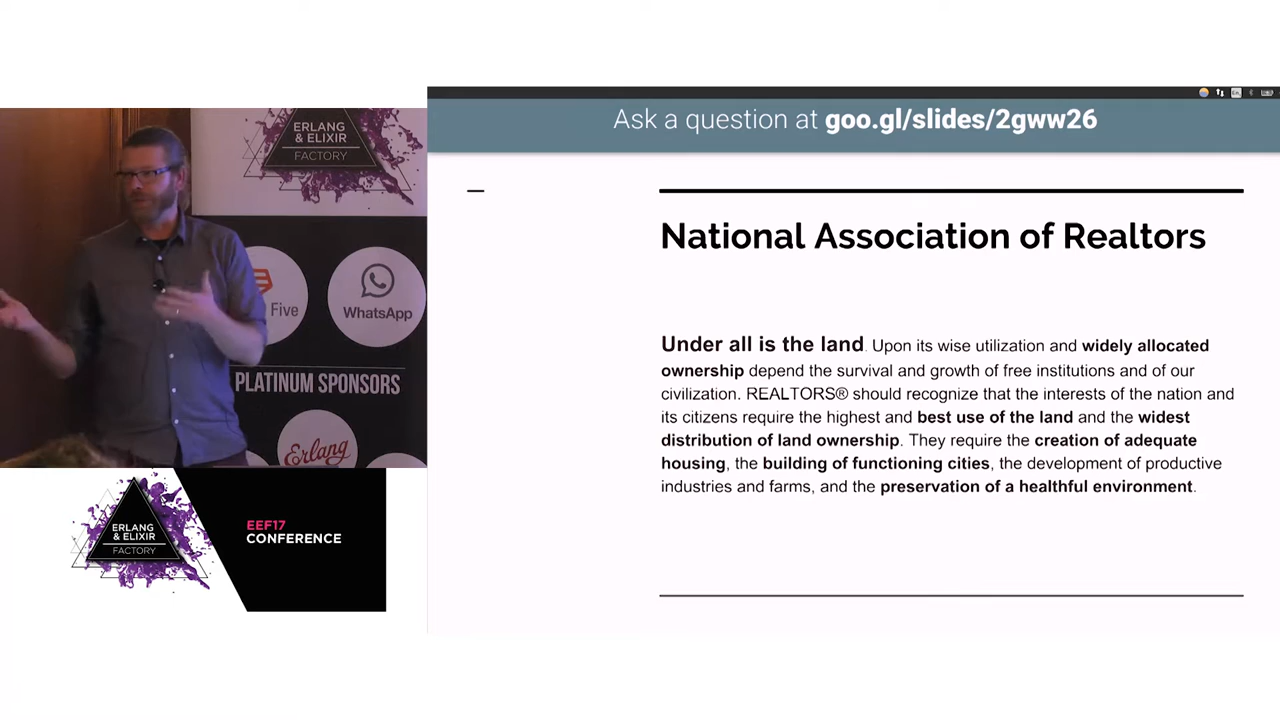 ERLANG
& ELIXIR
FACTORY
Five
WhatsApp
PLATINUM SPONSORS
Erlang
ERLANG
& ELIXIR
FACTORY
EEF17
CONFERENCE
Ask a question at goo.gl/slides/2gww26
National Association of Realtors
Under all is the land. Upon its wise utilization and widely allocated
ownership depend the survival and growth of free institutions and of our
civilization. REALTORS® should recognize that the interests of the nation and
its citizens require the highest and best use of the land and the widest
distribution of land ownership. They require the creation of adequate
housing, the building of functioning cities, the development of productive
industries and farms, and the preservation of a healthful environment.